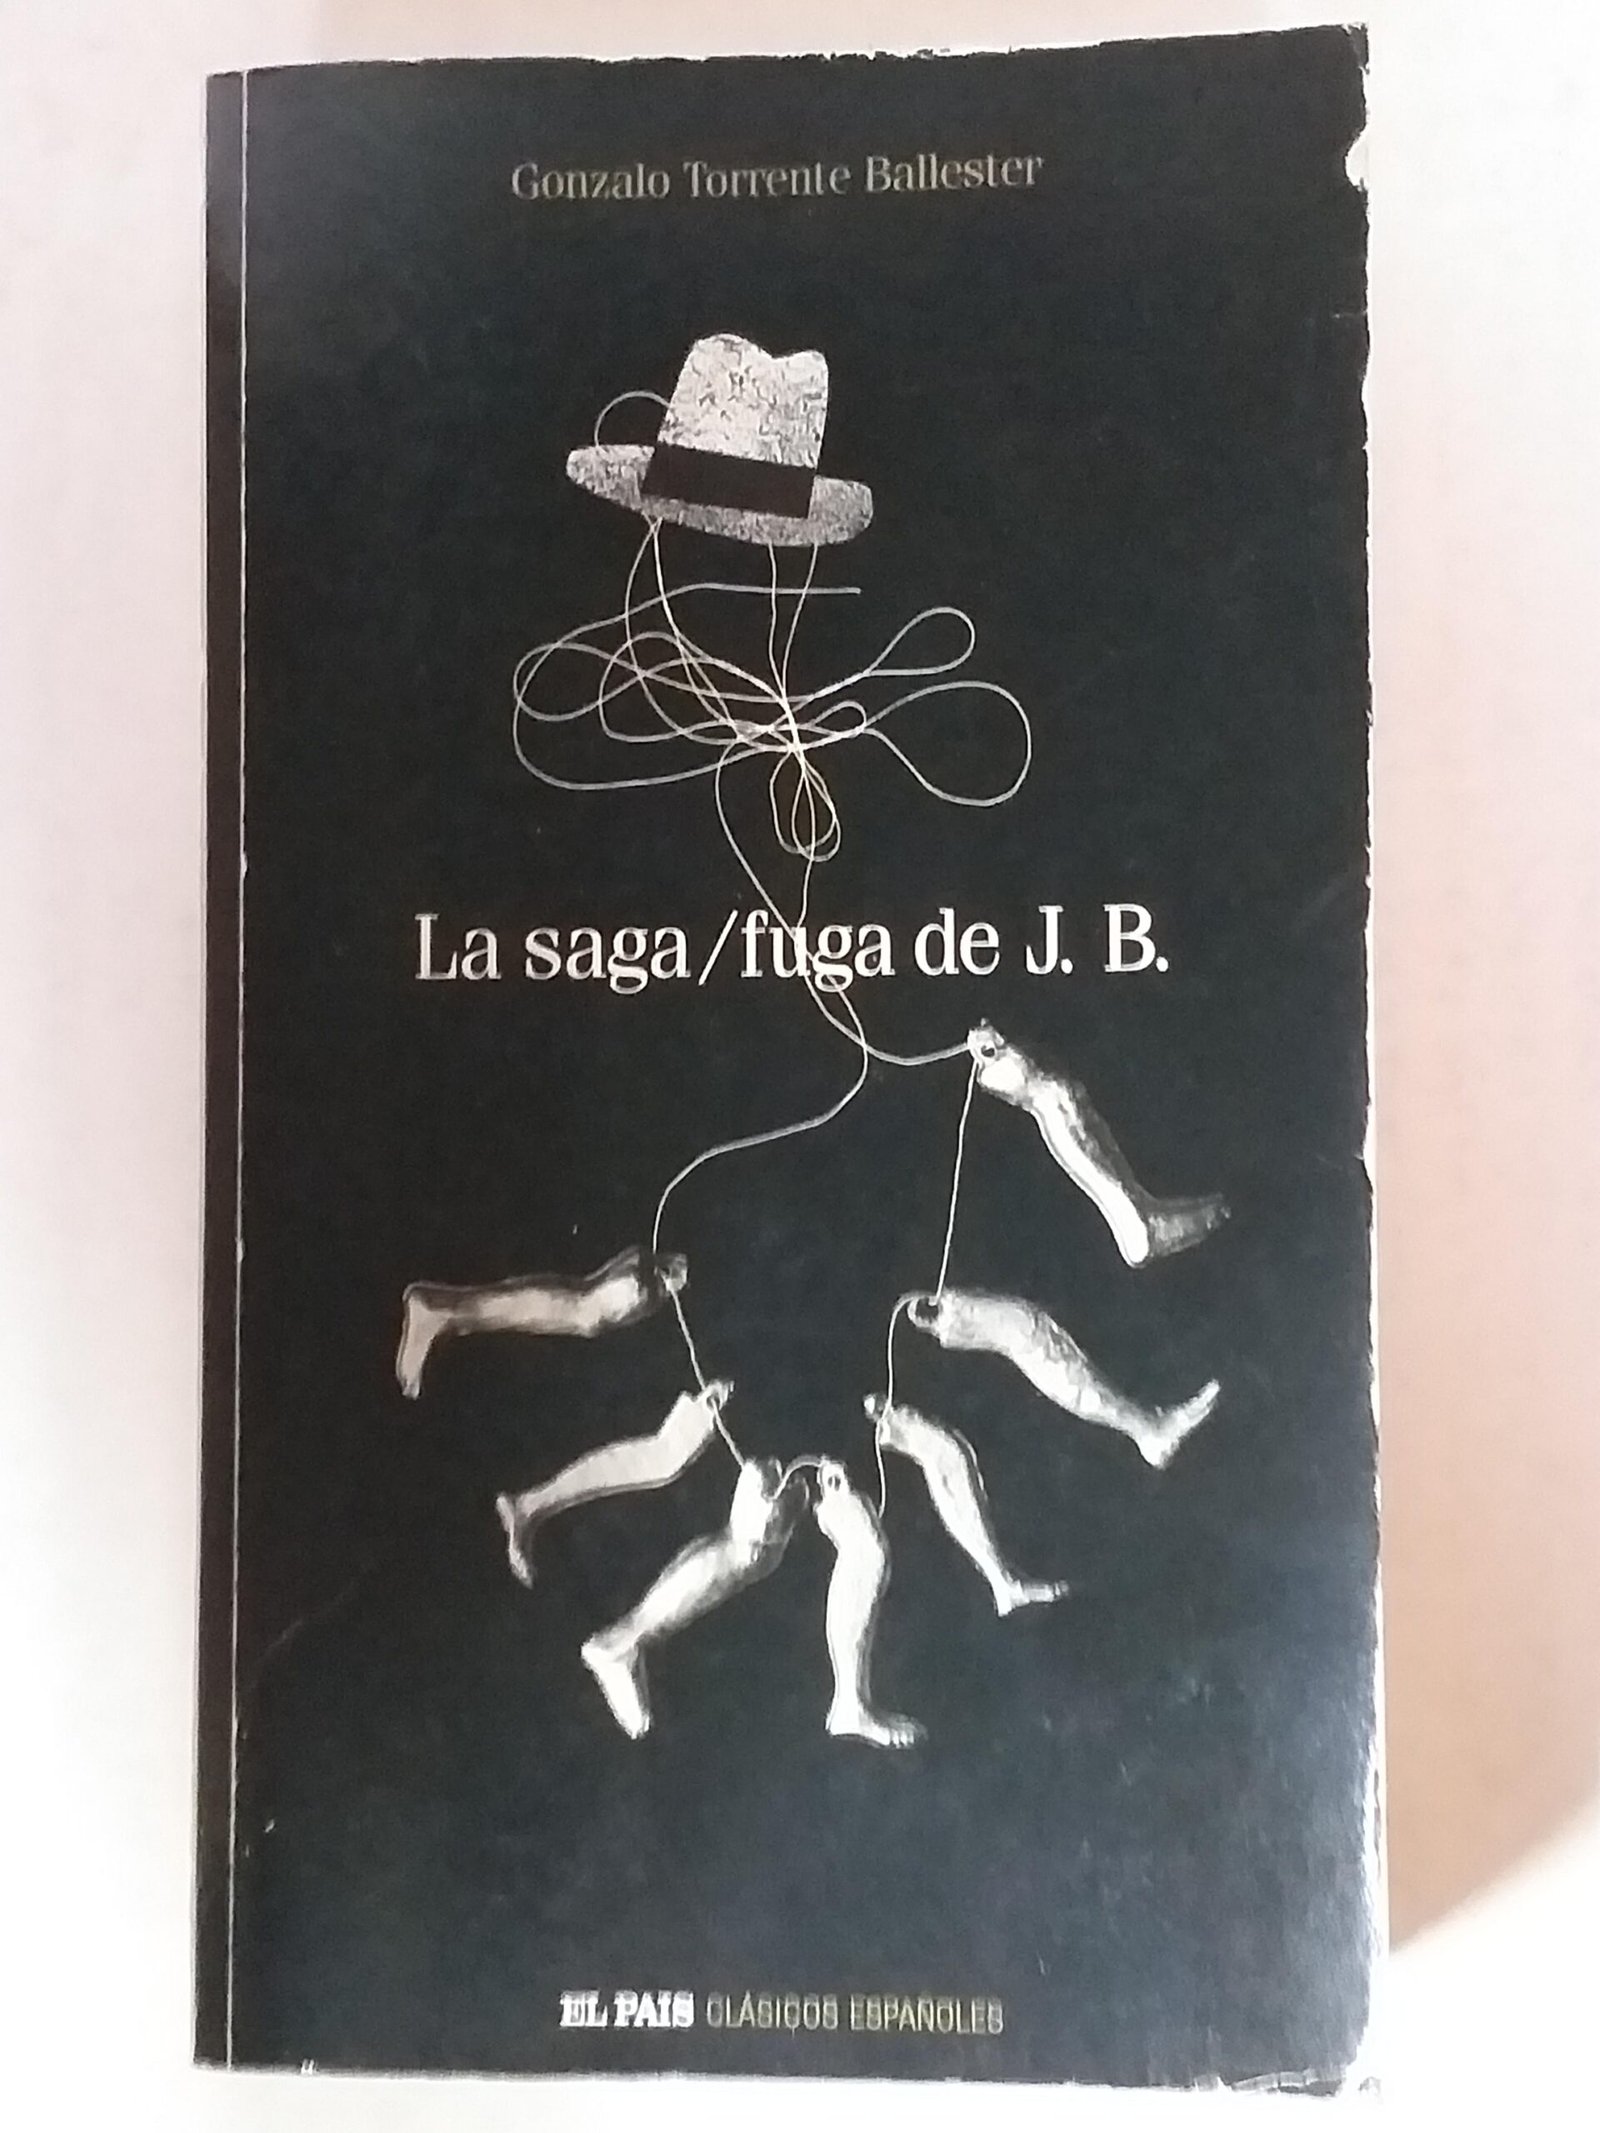 Gonzalo Torrente Ballester
La saga/fuga de J. B.
EL PAIS CLÁSICOS ESPAÑOLES